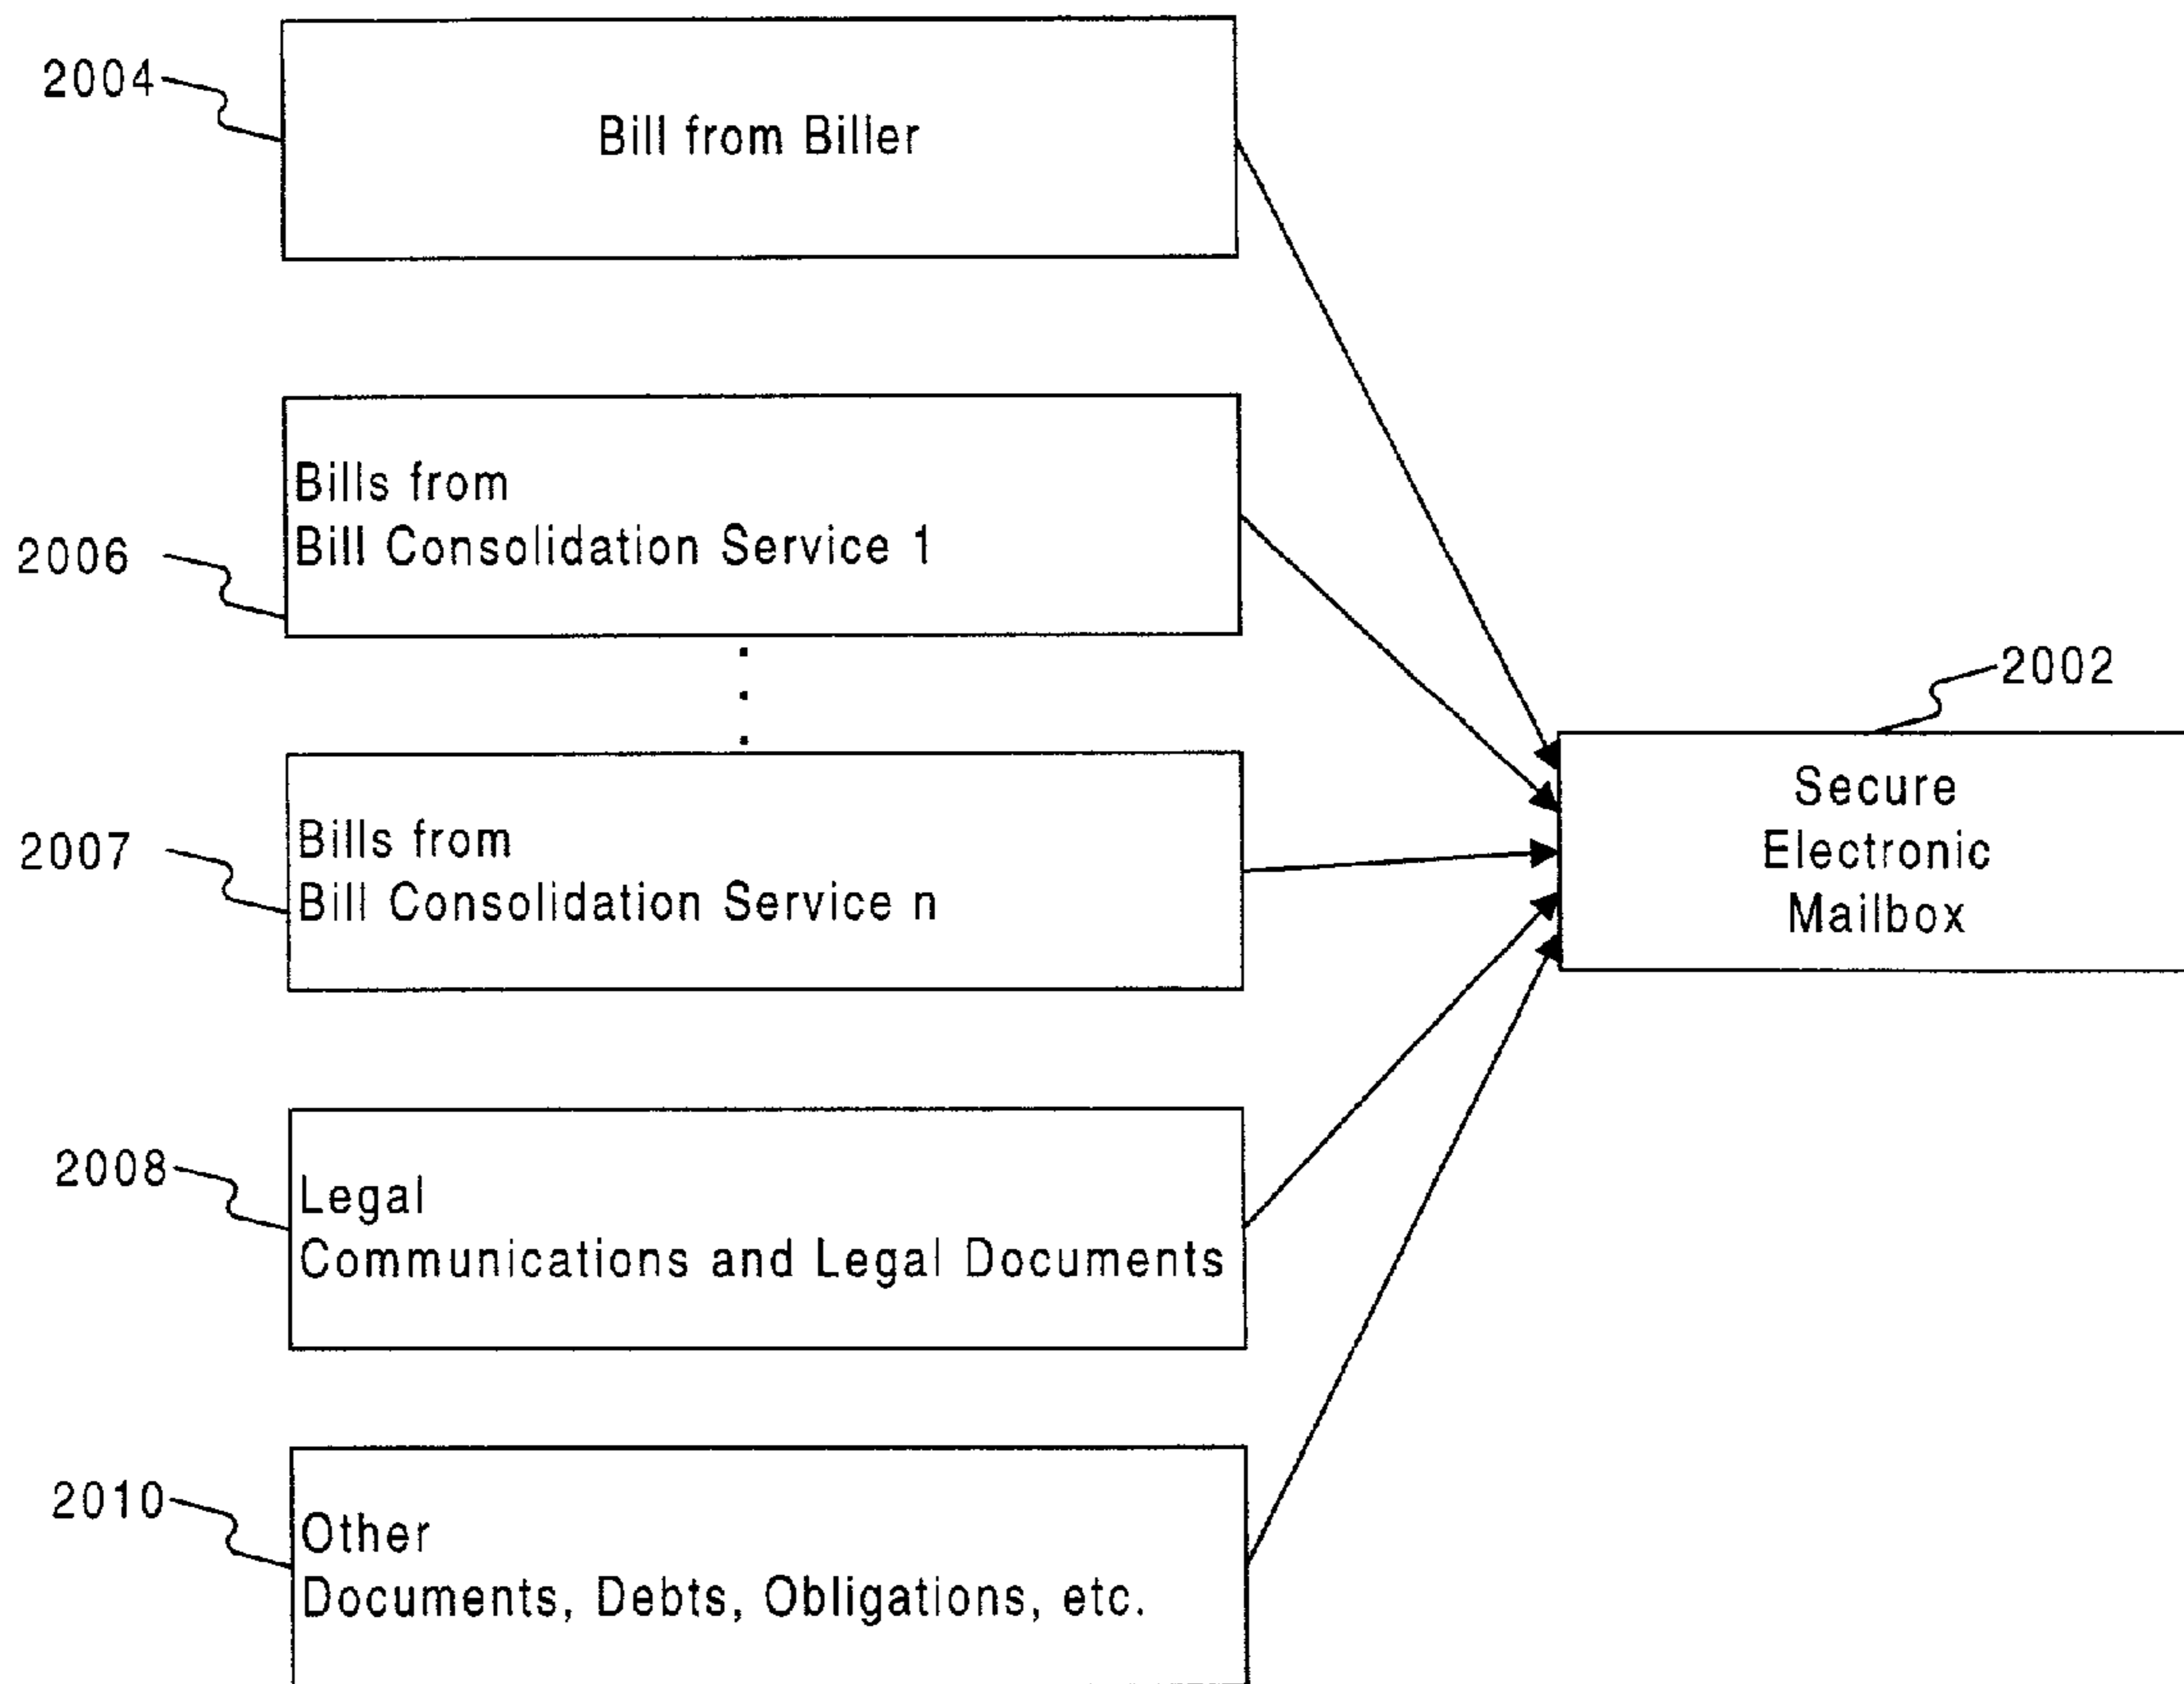 2004
Bill from Biller
Bills from
Bill Consolidation Service 1
2006
2002
Secure
Electronic
Mailbox
Bills from
Bill Consolidation Service n
2007
2008
Legal
Communications and Legal Documents
2010
Other
Documents, Debts, Obligations, etc.